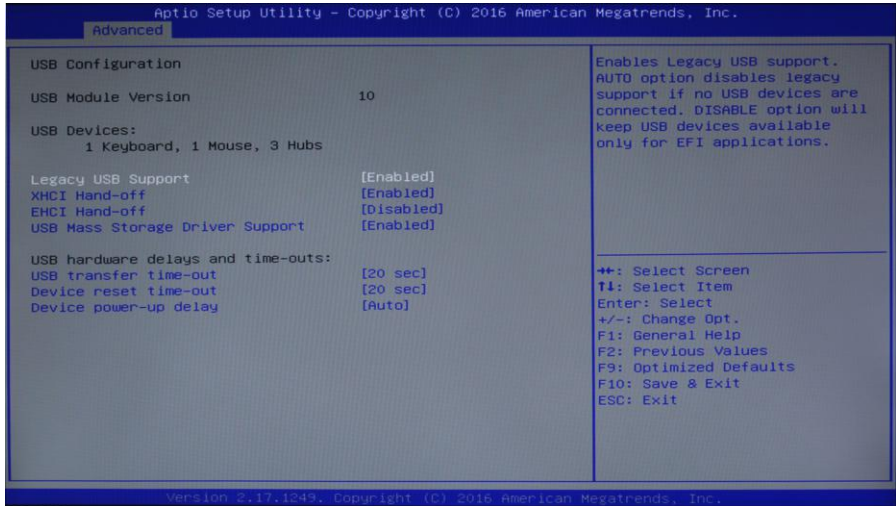 Aptio Setup Utility – Copyright (C) 2016 American Megatrends, Inc.
Advanced
USB Configuration
USB Module Version 10
USB Devices:
1 Keyboard, 1 Mouse, 3 Hubs
Legacy USB Support [Enabled]
XHCI Hand-off [Enabled]
EHCI Hand-off [Disabled]
USB Mass Storage Driver Support [Enabled]
USB hardware delays and time-outs:
USB transfer time-out [20 sec]
Device reset time-out [20 sec]
Device power-up delay [Auto]
Enables Legacy USB support.
AUTO option disables legacy
support if no USB devices are
connected. DISABLE option will
keep USB devices available
only for EFI applications.
→←: Select Screen
↑↓: Select Item
Enter: Select
+/-: Change Opt.
F1: General Help
F2: Previous Values
F9: Optimized Defaults
F10: Save & Exit
ESC: Exit
Version 2.17.1249. Copyright (C) 2016 American Megatrends, Inc.